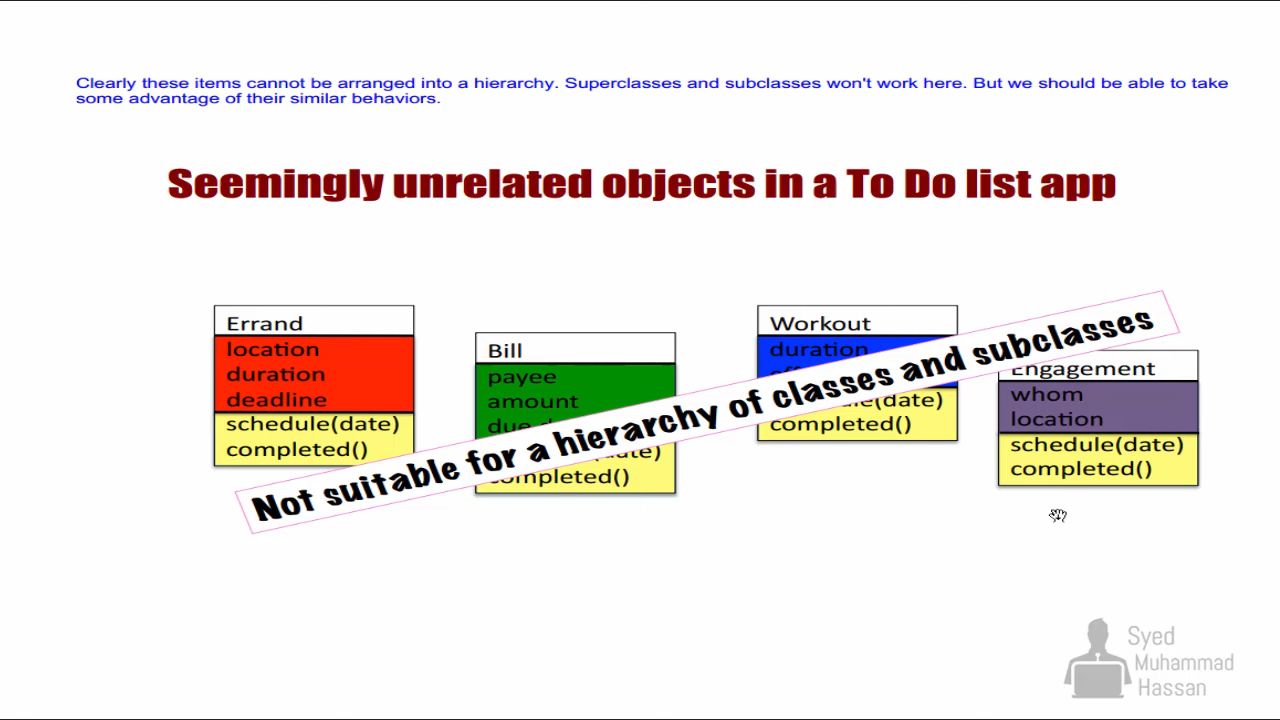 Clearly these items cannot be arranged into a hierarchy. Superclasses and subclasses won't work here. But we should be able to take
some advantage of their similar behaviors.
Seemingly unrelated objects in a To Do list app
Errand
location
duration
deadline
schedule(date)
completed()
Bill
payee
amount
due
date)
completed()
Workout
duration
(date)
completed()
Engagement
whom
location
schedule(date)
completed()
Not suitable for a hierarchy of classes and subclasses
Syed
Muhammad
Hassan